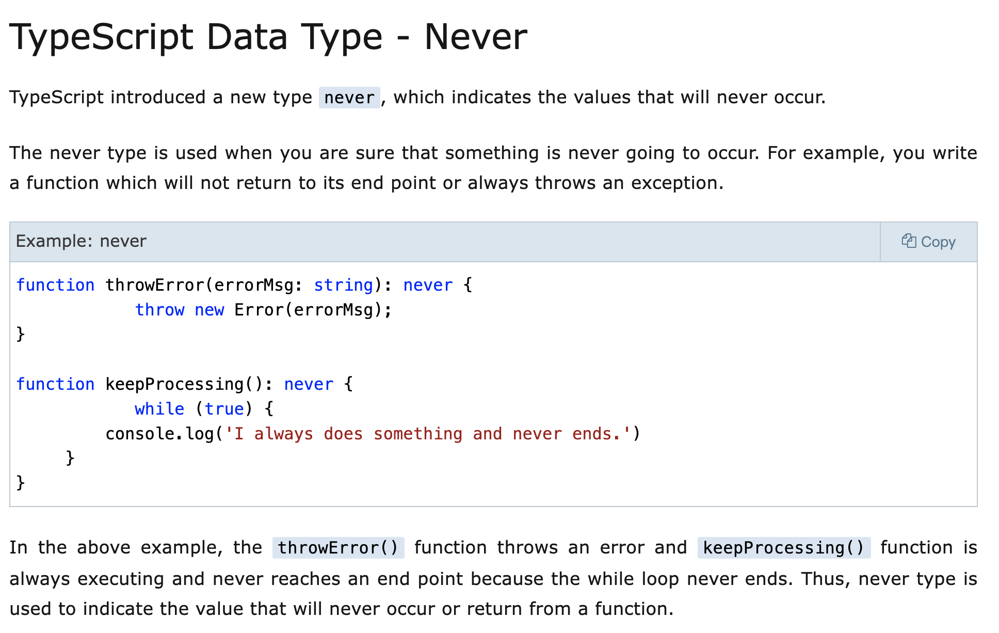 TypeScript Data Type - Never
TypeScript introduced a new type never, which indicates the values that will never occur.
The never type is used when you are sure that something is never going to occur. For example, you write
a function which will not return to its end point or always throws an exception.
Example: never
Copy
function throwError(errorMsg: string): never {
            throw new Error(errorMsg);
}
function keepProcessing(): never {
            while (true) {
         console.log('I always does something and never ends.')
     }
}
In the above example, the throwError() function throws an error and keepProcessing() function is
always executing and never reaches an end point because the while loop never ends. Thus, never type is
used to indicate the value that will never occur or return from a function.